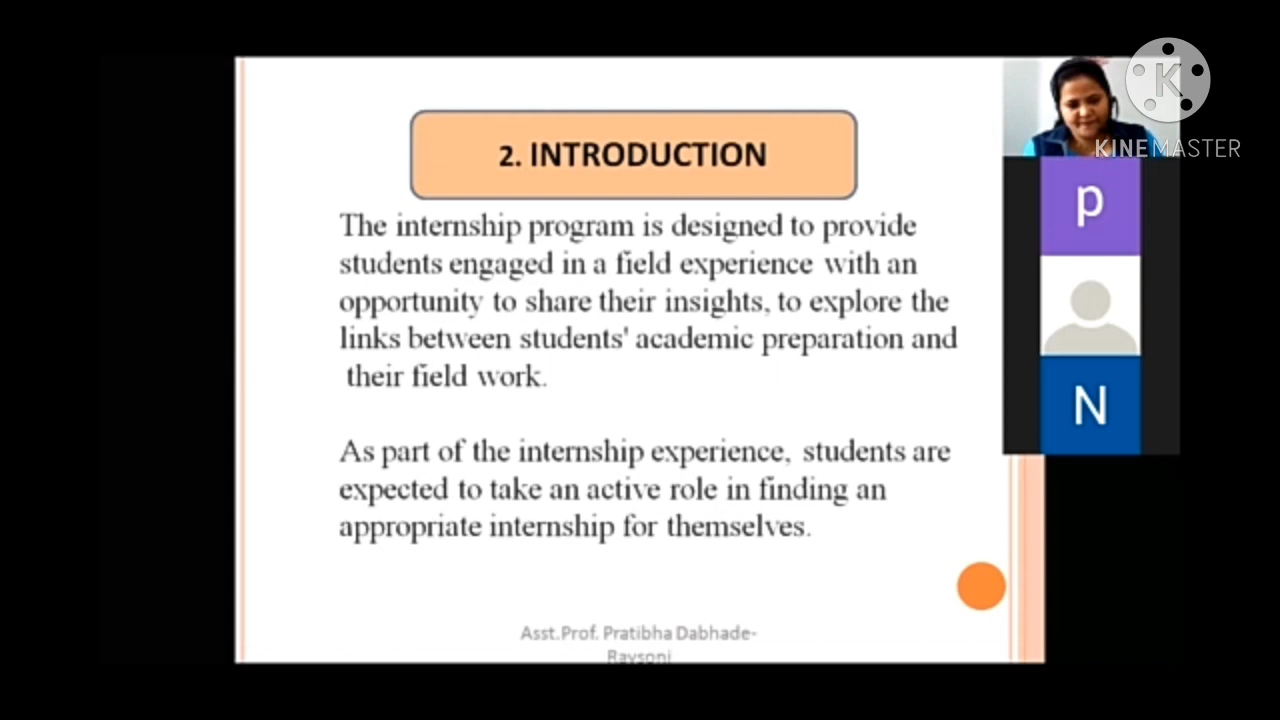 2. INTRODUCTION
The internship program is designed to provide
students engaged in a field experience with an
opportunity to share their insights, to explore the
links between students' academic preparation and
their field work.
As part of the internship experience, students are
expected to take an active role in finding an
appropriate internship for themselves.
Asst.Prof. Pratibha Dabhade-
Raysoni
K
KINEMASTER
p
N